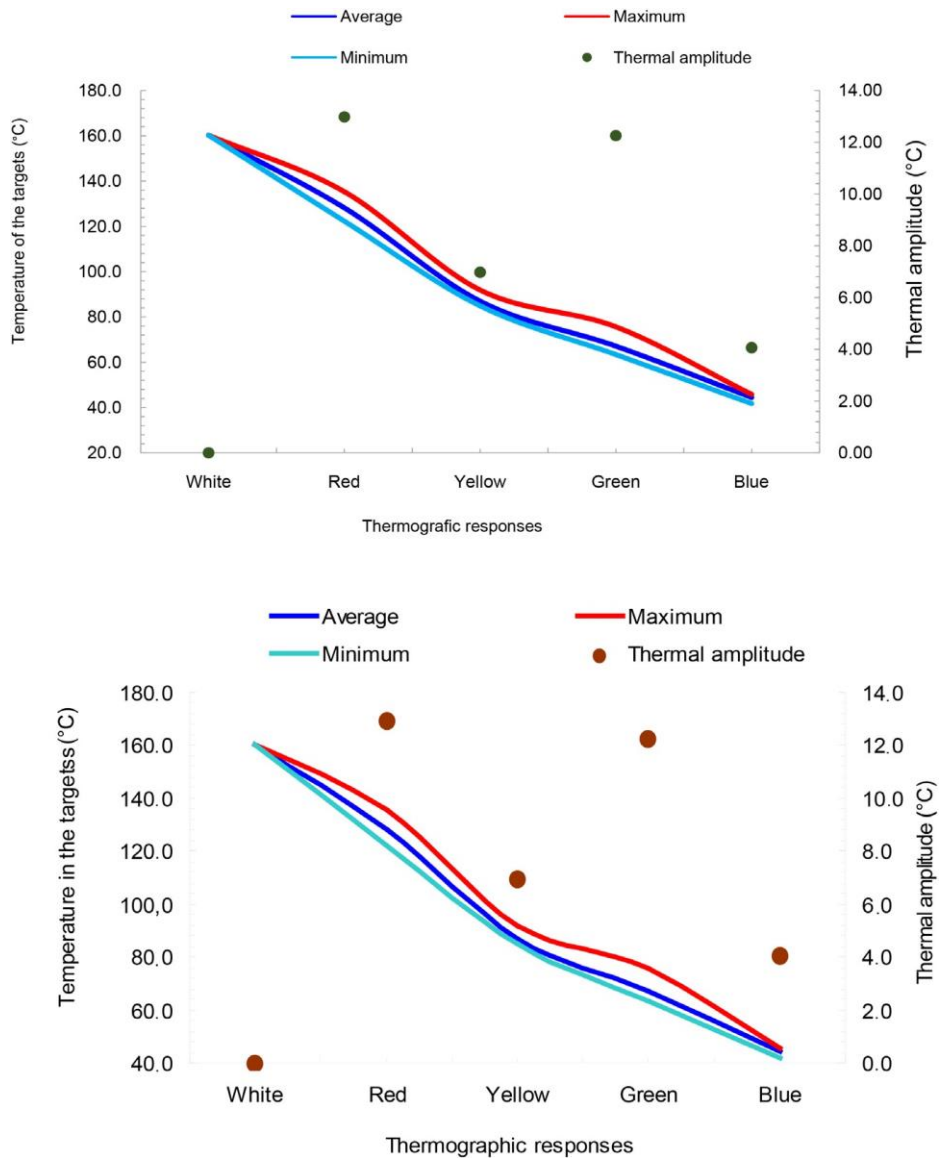 Average Maximum
Minimum Thermal amplitude
180.0 14.00
160.0 12.00
140.0 10.00
120.0 8.00
100.0 6.00
80.0 4.00
60.0 2.00
40.0 0.00
20.0
Temperature of the targets (°C)
Thermal amplitude (°C)
White Red Yellow Green Blue
Thermografic responses
Average Maximum
Minimum Thermal amplitude
180.0 14.0
160.0 12.0
140.0 10.0
120.0 8.0
100,0 6.0
80.0 4.0
60.0 2.0
40.0 0.0
Temperature in the targetss (°C)
Thermal amplitude (°C)
White Red Yellow Green Blue
Thermographic responses